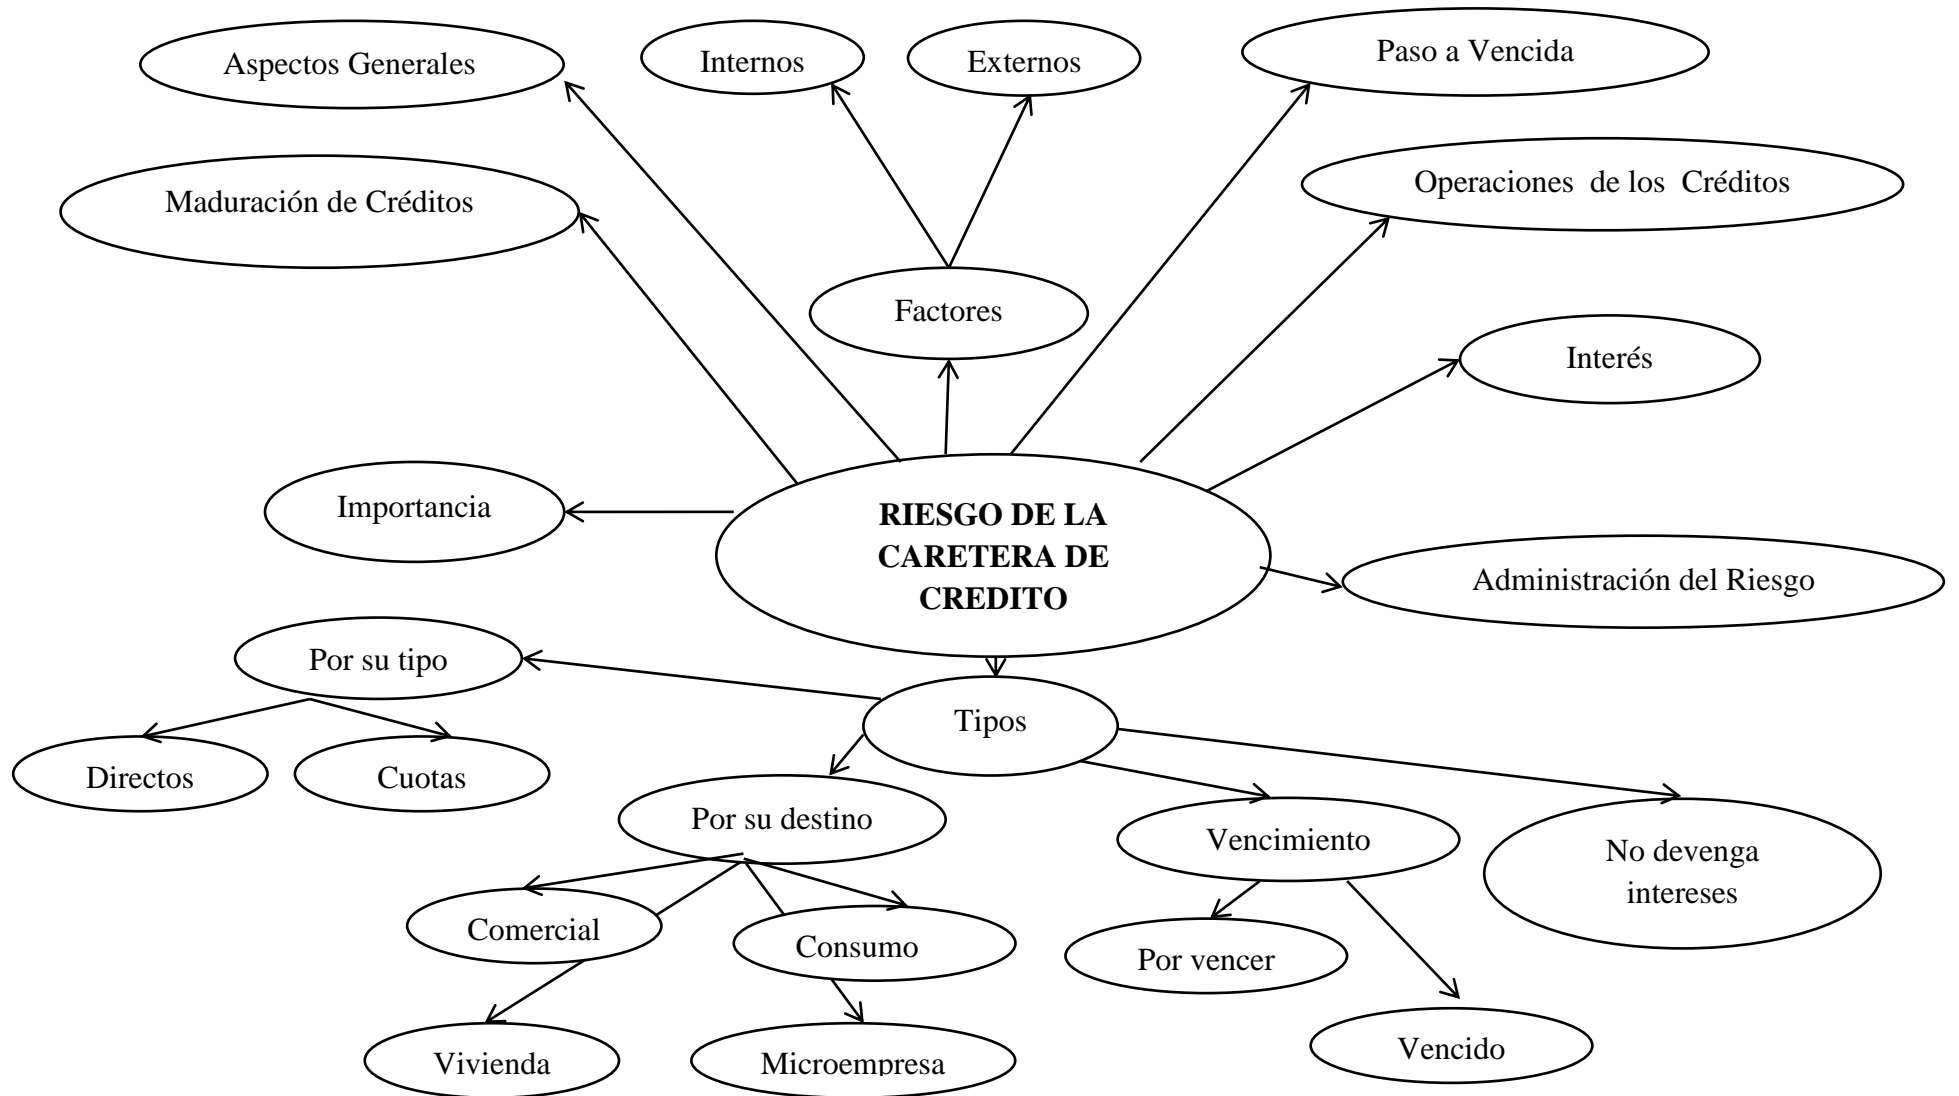 Aspectos Generales
Internos
Externos
Paso a Vencida
Maduración de Créditos
Operaciones de los Créditos
Factores
Interés
Importancia
RIESGO DE LA
CARETERA DE
CREDITO
Administración del Riesgo
Por su tipo
Tipos
Directos
Cuotas
Por su destino
Vencimiento
No devenga
intereses
Comercial
Consumo
Por vencer
Vivienda
Microempresa
Vencido